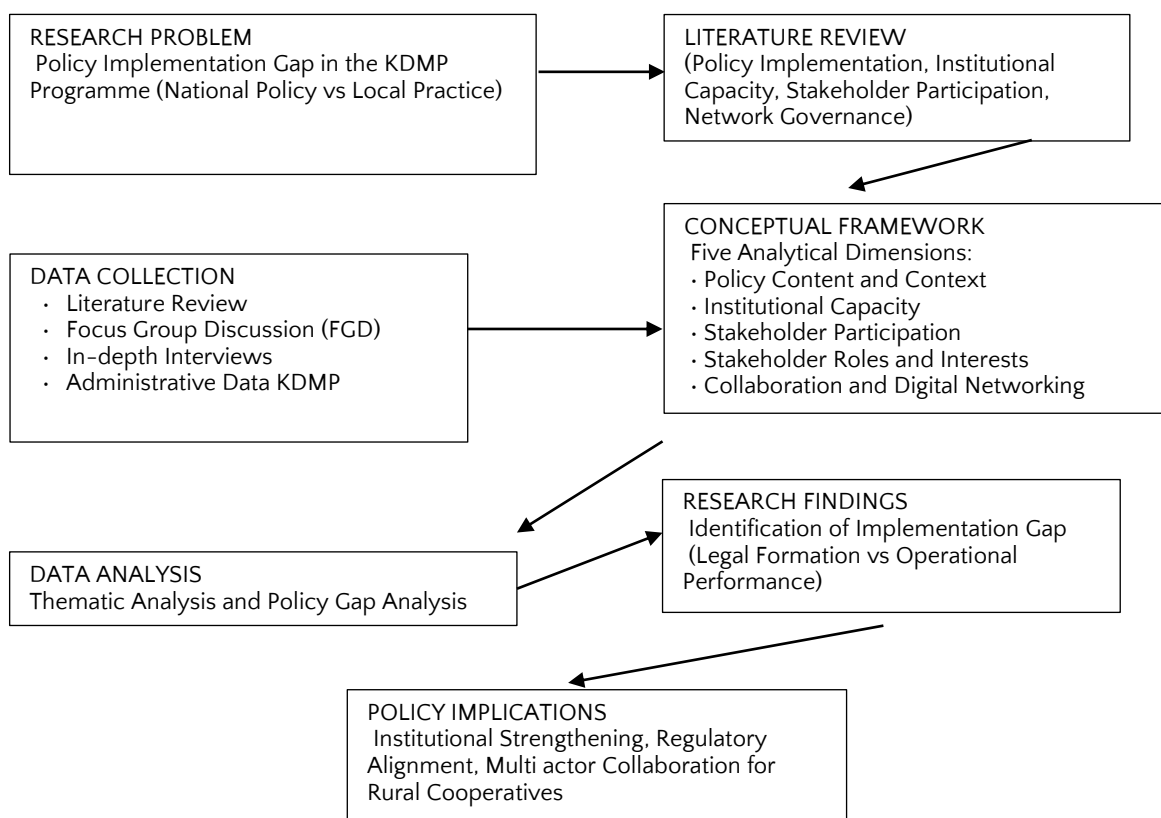 RESEARCH PROBLEM
Policy Implementation Gap in the KDMP
Programme (National Policy vs Local Practice)
LITERATURE REVIEW
(Policy Implementation, Institutional
Capacity, Stakeholder Participation,
Network Governance)
CONCEPTUAL FRAMEWORK
Five Analytical Dimensions:
· Policy Content and Context
· Institutional Capacity
· Stakeholder Participation
· Stakeholder Roles and Interests
· Collaboration and Digital Networking
DATA COLLECTION
· Literature Review
· Focus Group Discussion (FGD)
· In-depth Interviews
· Administrative Data KDMP
DATA ANALYSIS
Thematic Analysis and Policy Gap Analysis
RESEARCH FINDINGS
Identification of Implementation Gap
(Legal Formation vs Operational
Performance)
POLICY IMPLICATIONS
Institutional Strengthening, Regulatory
Alignment, Multi actor Collaboration for
Rural Cooperatives